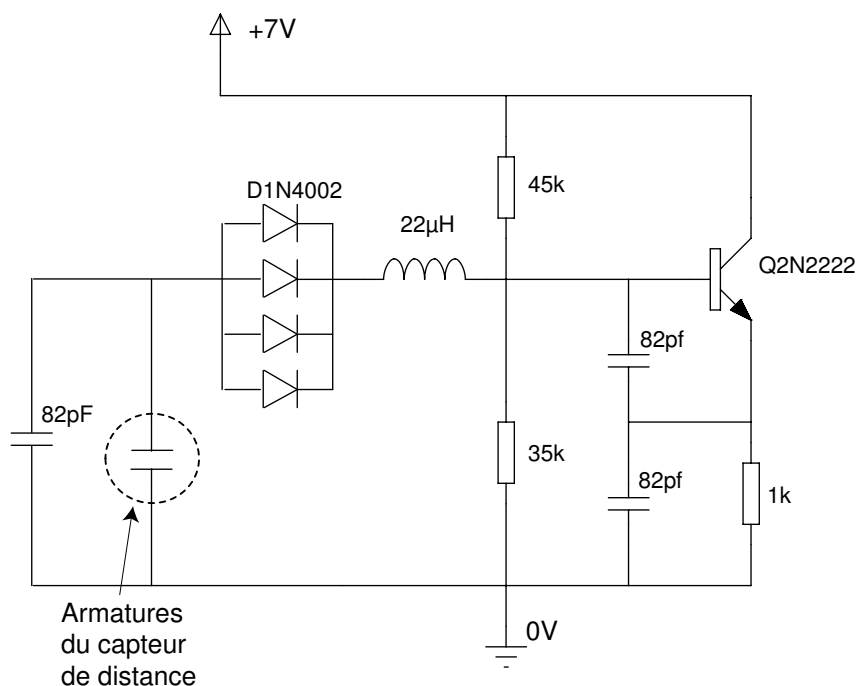 +7V
D1N4002
45k
22µH
Q2N2222
82pf
82pF
35k
82pf
1k
Armatures
du capteur
de distance
0V